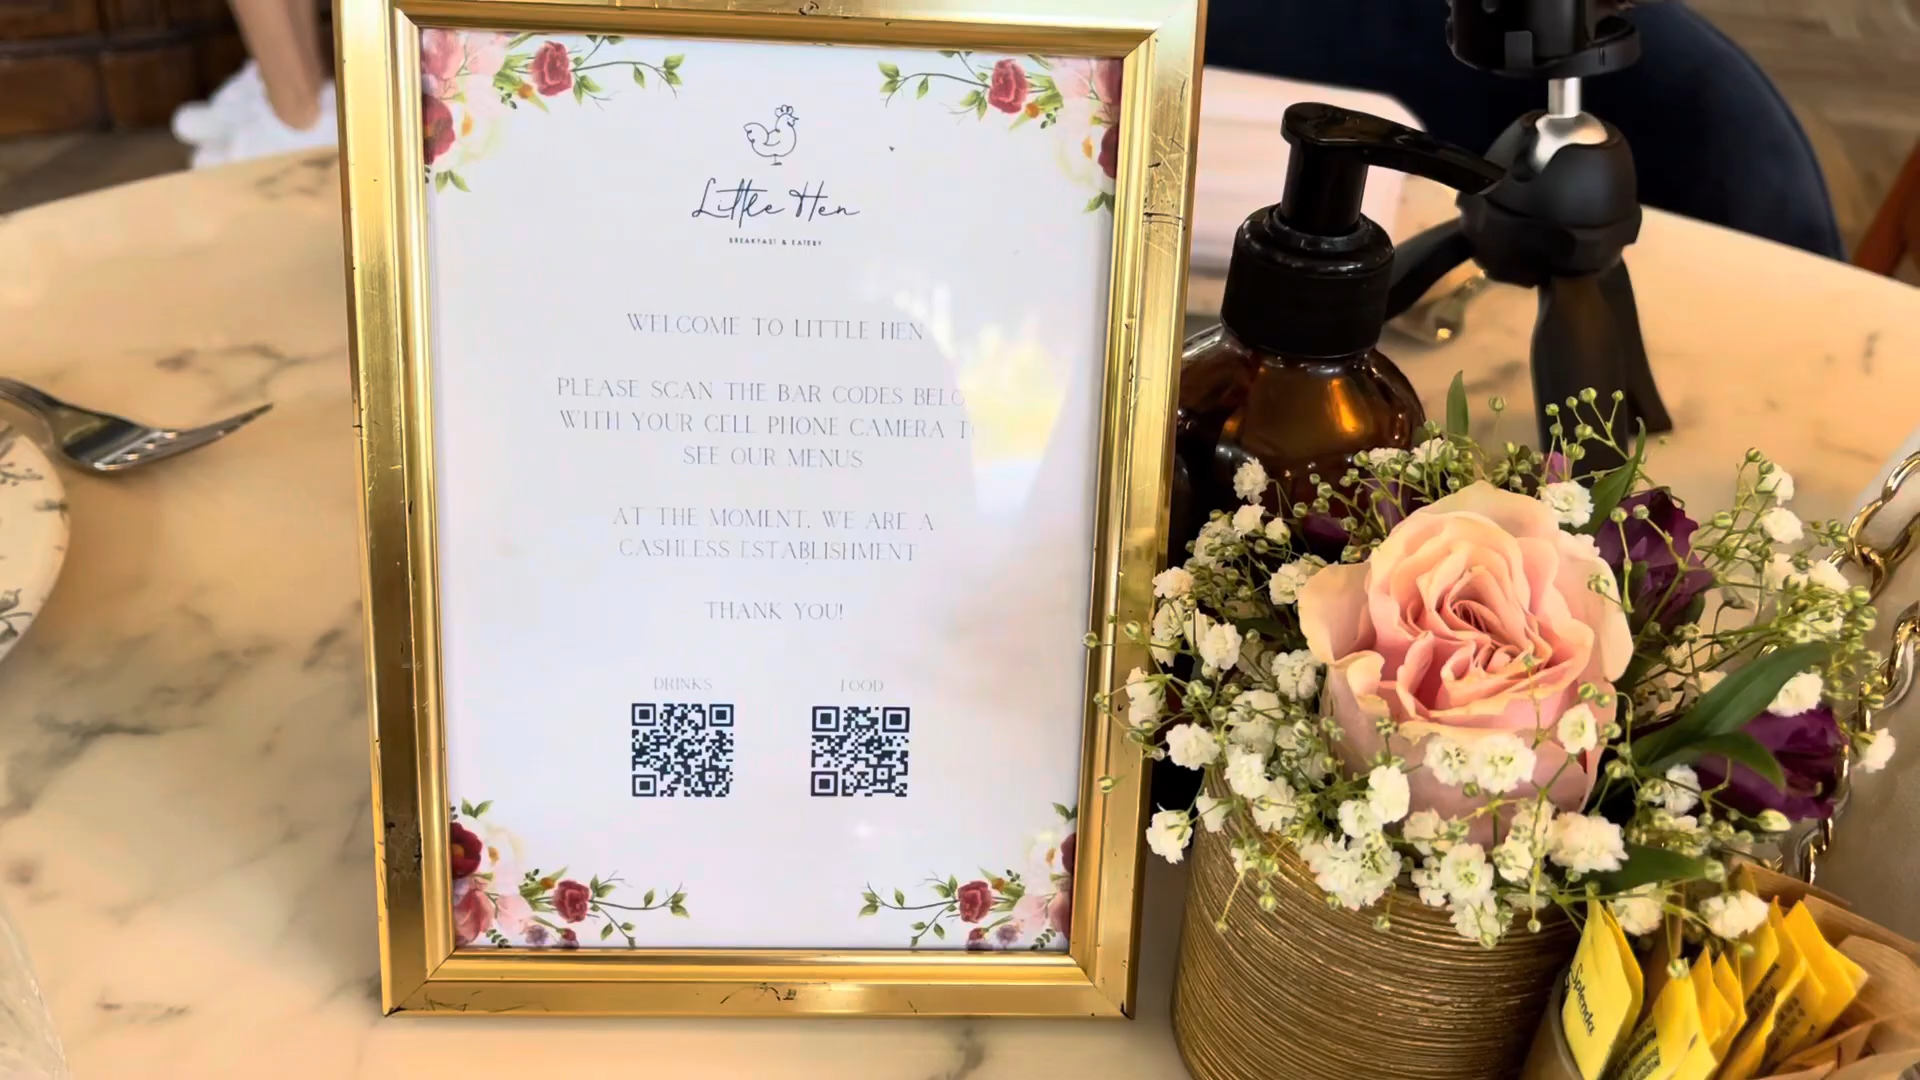 Little Hen
BREAKFAST & EATERY
WELCOME TO LITTLE HEN
PLEASE SCAN THE BAR CODES BELO
WITH YOUR CELL PHONE CAMERA T
SEE OUR MENUS
AT THE MOMENT, WE ARE A
CASHLESS ESTABLISHMENT
THANK YOU!
DRINKS FOOD
Splenda